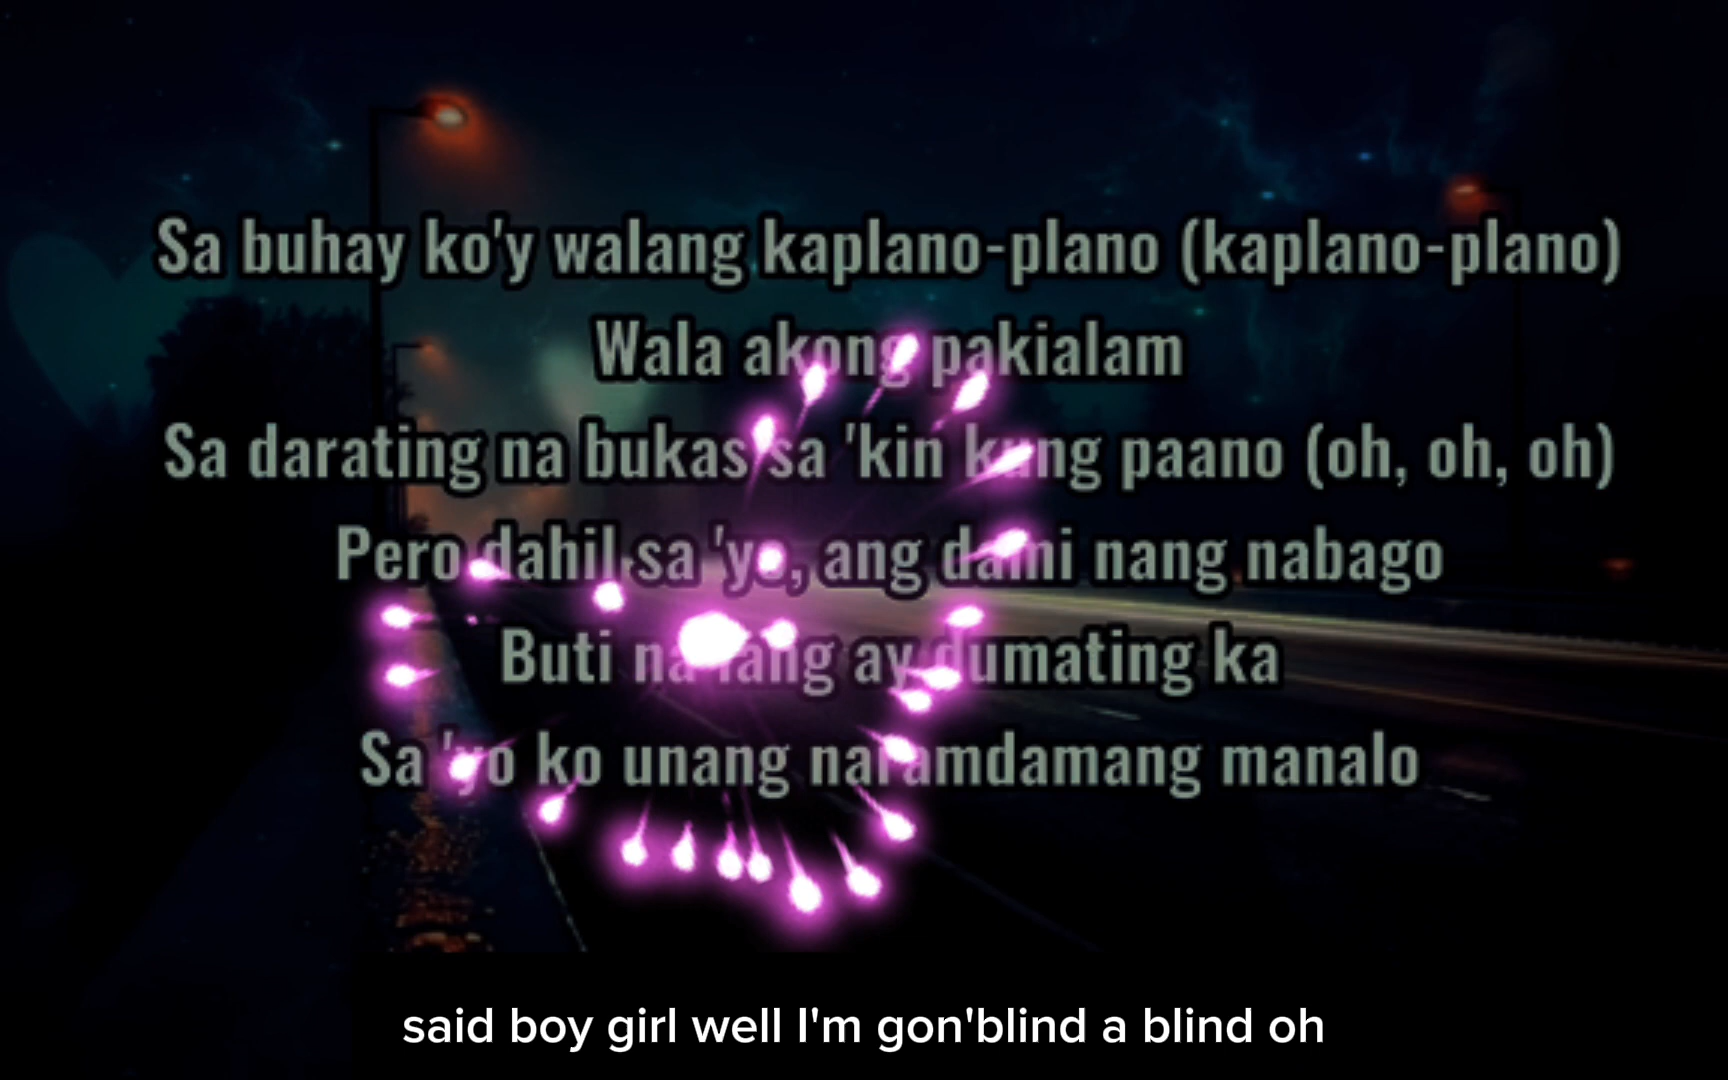 Sa buhay ko'y walang kaplano-plano (kaplano-plano)
Wala akong pakialam
Sa darating na bukas sa 'kin kung paano (oh, oh, oh)
Pero dahil sa 'yo, ang dami nang nabago
Buti na lang ay dumating ka
Sa 'yo ko unang naramdamang manalo
said boy girl well I'm gon'blind a blind oh